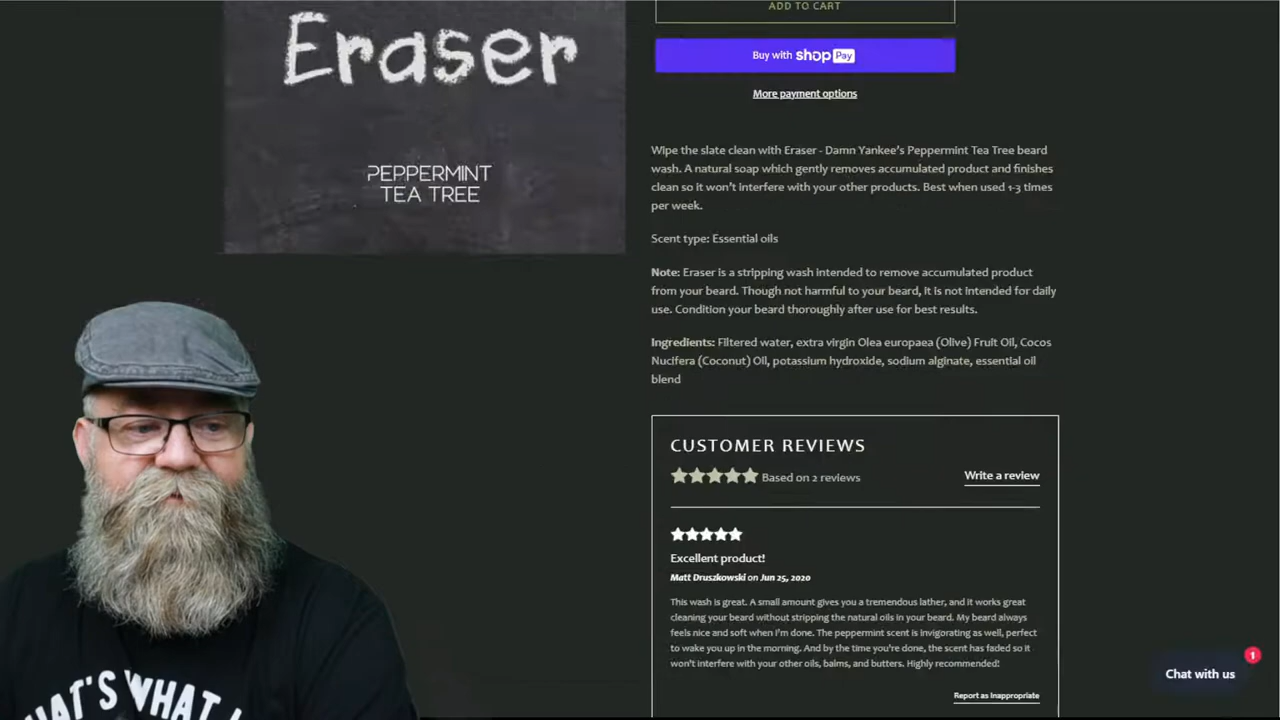 ADD TO CART
Buy with shop Pay
More payment options
Eraser
PEPPERMINT
TEA TREE
Wipe the slate clean with Eraser - Damn Yankee's Peppermint Tea Tree beard
wash. A natural soap which gently removes accumulated product and finishes
clean so it won't interfere with your other products. Best when used 1-3 times
per week.
Scent type: Essential oils
Note: Eraser is a stripping wash intended to remove accumulated product
from your beard. Though not harmful to your beard, it is not intended for daily
use. Condition your beard thoroughly after use for best results.
Ingredients: Filtered water, extra virgin Olea europaea (Olive) Fruit Oil, Cocos
Nucifera (Coconut) Oil, potassium hydroxide, sodium alginate, essential oil
blend
CUSTOMER REVIEWS
Based on 2 reviews
Write a review
Excellent product!
Matt Druszkowski on Jun 25, 2020
This wash is great. A small amount gives you a tremendous lather, and it works great
cleaning your beard without stripping the natural oils in your beard. My beard always
feels nice and soft when I'm done. The peppermint scent is invigorating as well, perfect
to wake you up in the morning. And by the time you're done, the scent has faded so it
won't interfere with your other oils, balms, and butters. Highly recommended!
Report as Inappropriate
1
Chat with us
HAT'S WHAT I